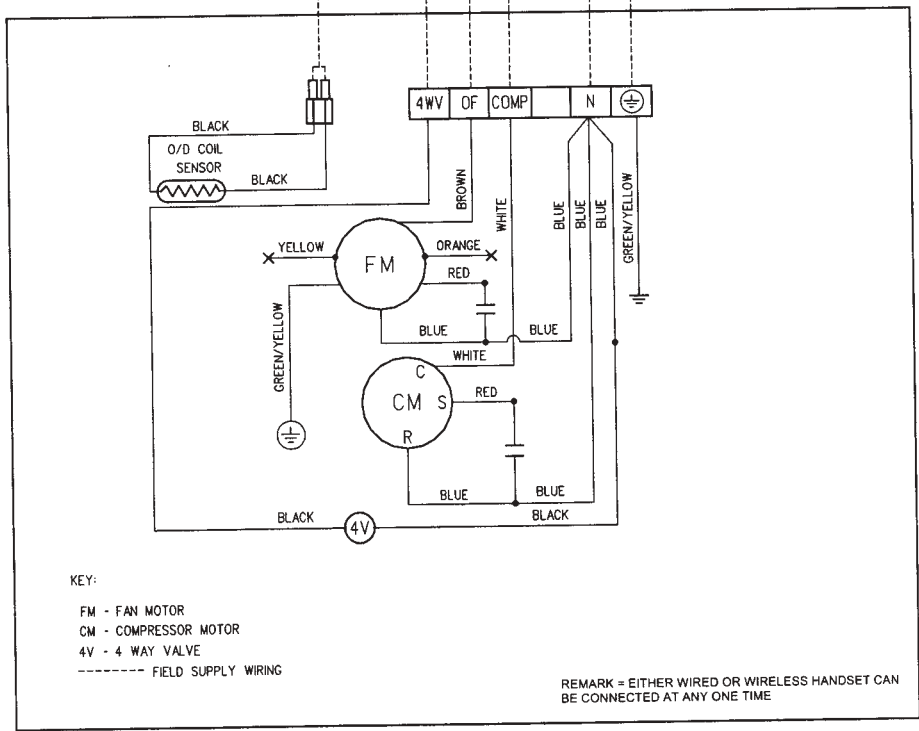 4WV OF COMP N
BLACK
O/D COIL
SENSOR
BLACK
BROWN
WHITE
BLUE
BLUE
BLUE
GREEN/YELLOW
YELLOW
ORANGE
FM
RED
GREEN/YELLOW
BLUE
BLUE
WHITE
C
RED
CM
S
R
BLUE
BLUE
BLACK
BLACK
4V
KEY:
FM - FAN MOTOR
CM - COMPRESSOR MOTOR
4V - 4 WAY VALVE
-------- FIELD SUPPLY WIRING
REMARK = EITHER WIRED OR WIRELESS HANDSET CAN
BE CONNECTED AT ANY ONE TIME